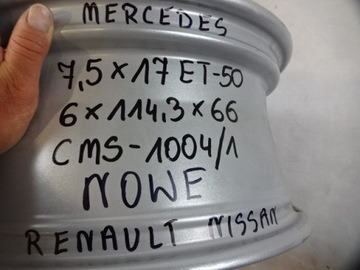 MERCEDES
7,5×17 ET-50
6×114,3×66
CMS-1004/1
NOWE
RENAULT NISSAN